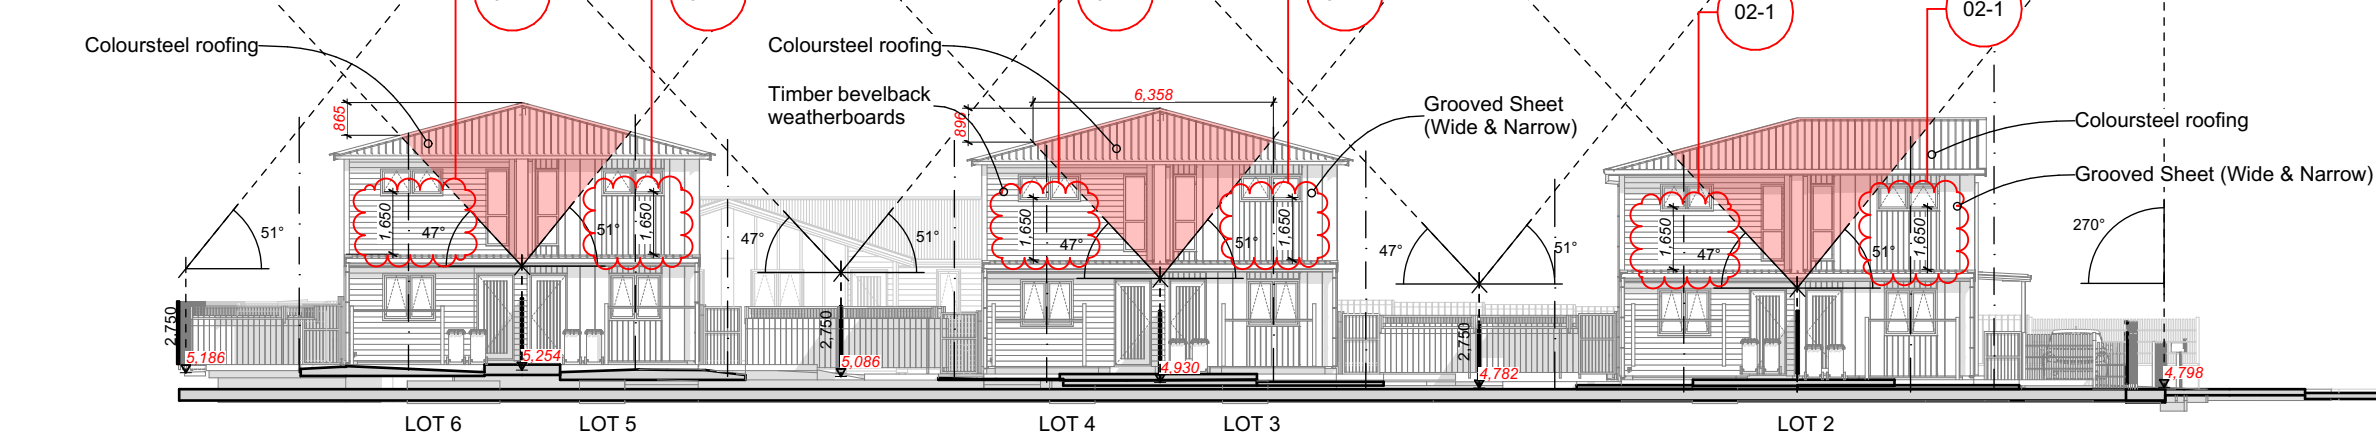 02-1
02-1
Coloursteel roofing
Coloursteel roofing
Timber bevelback
weatherboards
6,358
Grooved Sheet
(Wide & Narrow)
Coloursteel roofing
Grooved Sheet (Wide & Narrow)
865
896
1,650
1,650
1,650
1,650
1,650
1,650
51°
47°
51°
47°
51°
47°
51°
47°
51°
47°
51°
270°
2,750
2,750
2,750
5,186
5,254
5,086
4,930
4,782
4,798
LOT 6
LOT 5
LOT 4
LOT 3
LOT 2